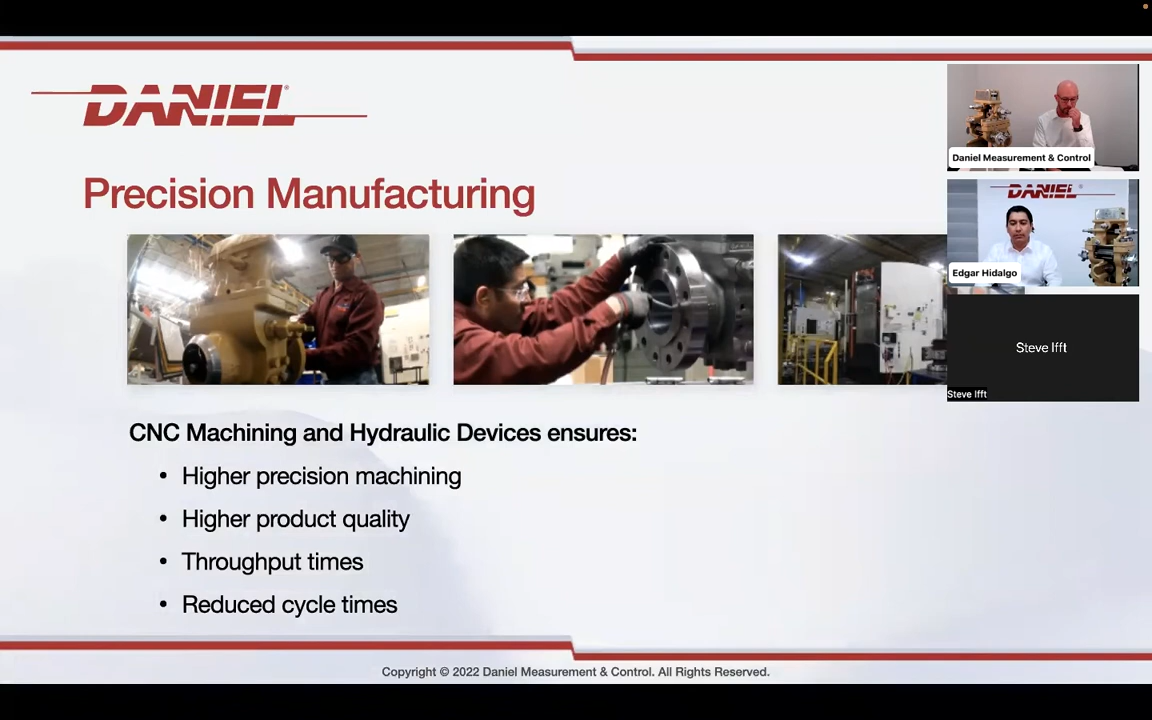 DANIEL®
Precision Manufacturing
CNC Machining and Hydraulic Devices ensures:
• Higher precision machining
• Higher product quality
• Throughput times
• Reduced cycle times
Copyright © 2022 Daniel Measurement & Control. All Rights Reserved.
Daniel Measurement & Control
DANIEL
Edgar Hidalgo
Steve Ifft
Steve Ifft